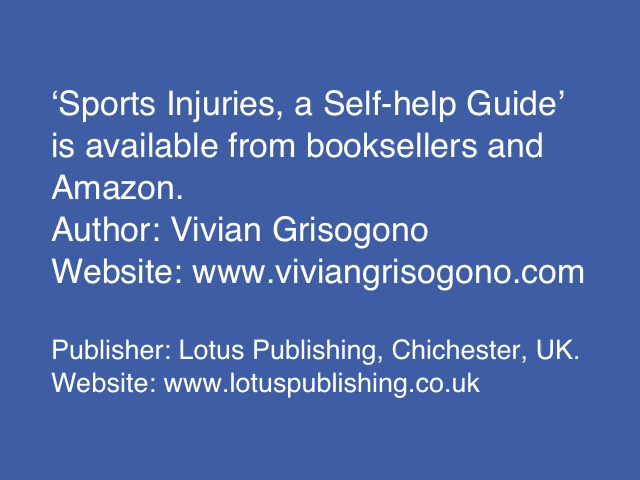 ‘Sports Injuries, a Self-help Guide’
is available from booksellers and
Amazon.
Author: Vivian Grisogono
Website: www.viviangrisogono.com
Publisher: Lotus Publishing, Chichester, UK.
Website: www.lotuspublishing.co.uk